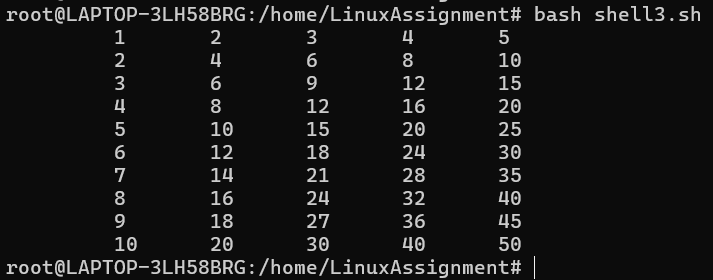 root@LAPTOP-3LH58BRG:/home/LinuxAssignment# bash shell3.sh
1 2 3 4 5
2 4 6 8 10
3 6 9 12 15
4 8 12 16 20
5 10 15 20 25
6 12 18 24 30
7 14 21 28 35
8 16 24 32 40
9 18 27 36 45
10 20 30 40 50
root@LAPTOP-3LH58BRG:/home/LinuxAssignment#